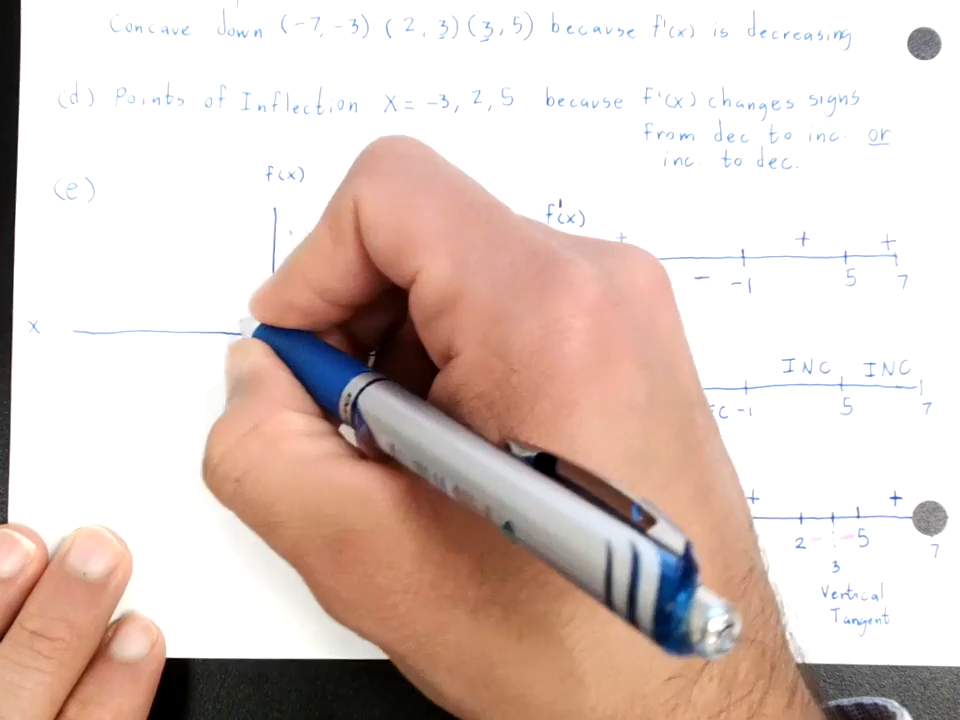 Concave down (-7, -3) (2, 3) (3, 5) because f'(x) is decreasing
(d) Points of Inflection x = -3, 2, 5 because f'(x) changes signs
from dec to inc. or
inc. to dec.
(e)
f(x)
f'(x)
+ + +
- -1 5 7
x
INC INC
-1 5 7
+ +
2 - - 5 7
3
Vertical
Tangent